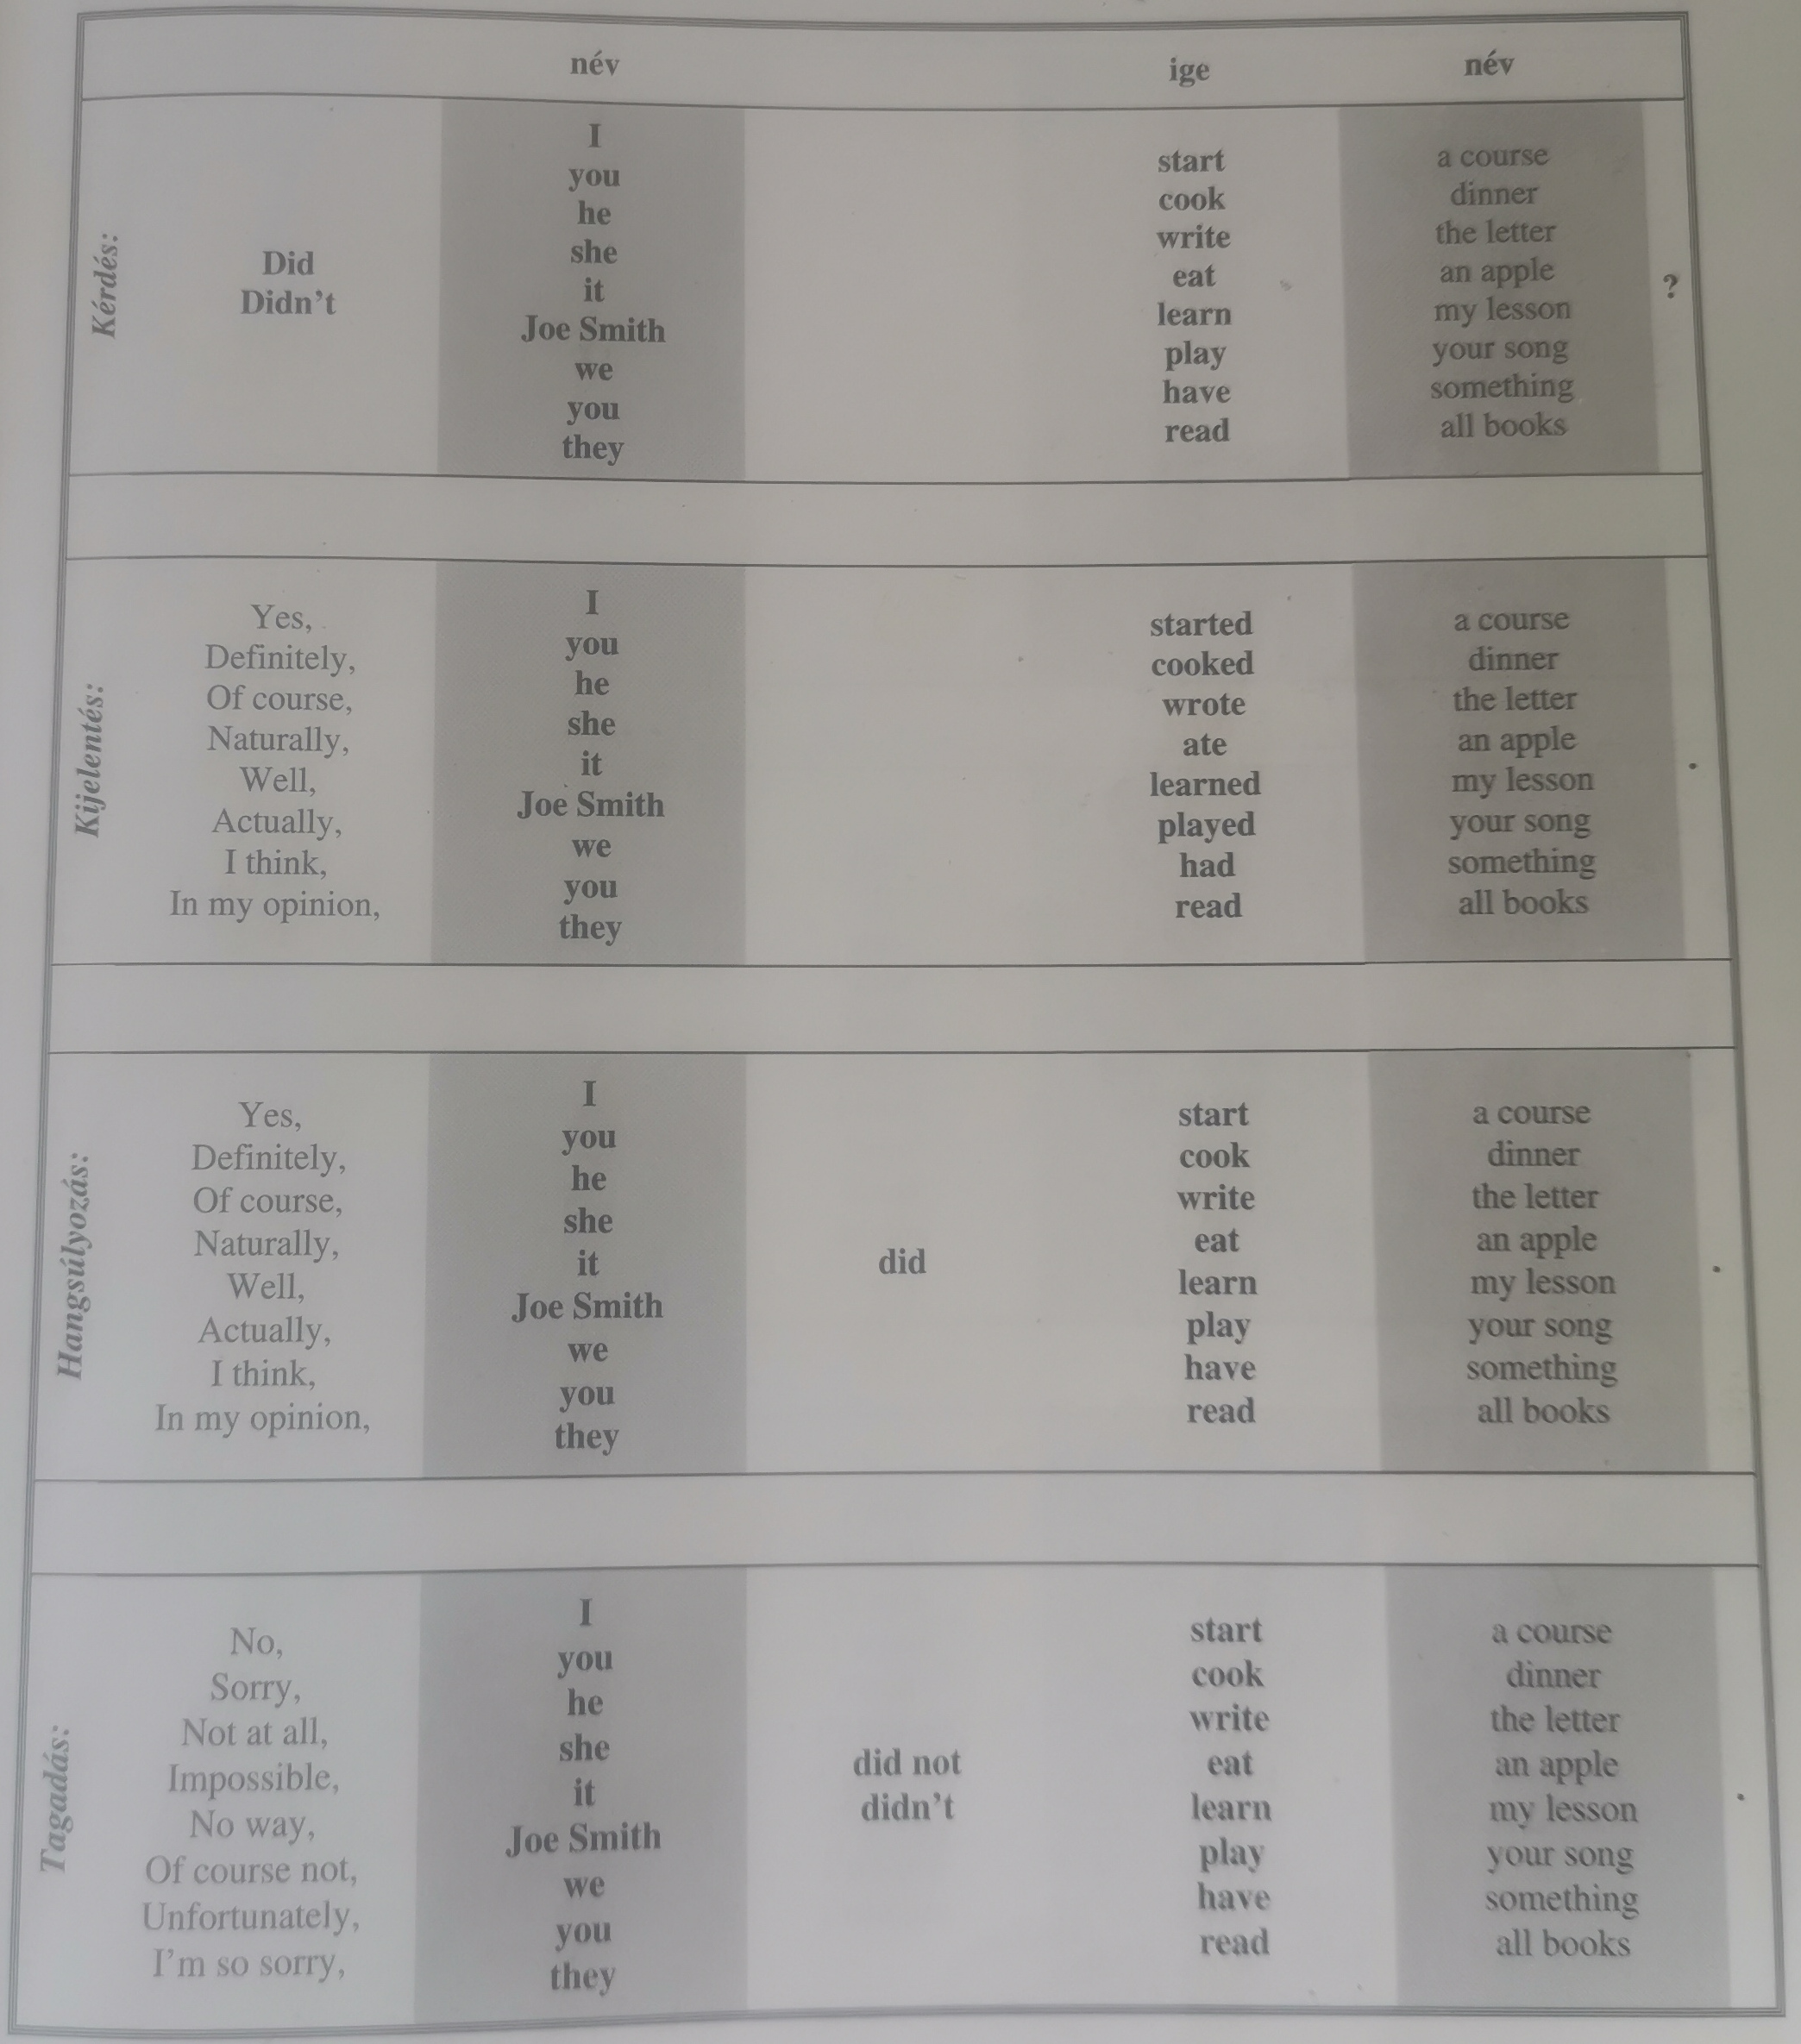 név ige név
Kérdés:
Did
Didn't
I
you
he
she
it
Joe Smith
we
you
they
start
cook
write
eat
learn
play
have
read
a course
dinner
the letter
an apple
my lesson
your song
something
all books
?
Kijelentés:
Yes,
Definitely,
Of course,
Naturally,
Well,
Actually,
I think,
In my opinion,
I
you
he
she
it
Joe Smith
we
you
they
started
cooked
wrote
ate
learned
played
had
read
a course
dinner
the letter
an apple
my lesson
your song
something
all books
.
Hangsúlyozás:
Yes,
Definitely,
Of course,
Naturally,
Well,
Actually,
I think,
In my opinion,
I
you
he
she
it
Joe Smith
we
you
they
did
start
cook
write
eat
learn
play
have
read
a course
dinner
the letter
an apple
my lesson
your song
something
all books
.
Tagadás:
No,
Sorry,
Not at all,
Impossible,
No way,
Of course not,
Unfortunately,
I'm so sorry,
I
you
he
she
it
Joe Smith
we
you
they
did not
didn't
start
cook
write
eat
learn
play
have
read
a course
dinner
the letter
an apple
my lesson
your song
something
all books
.